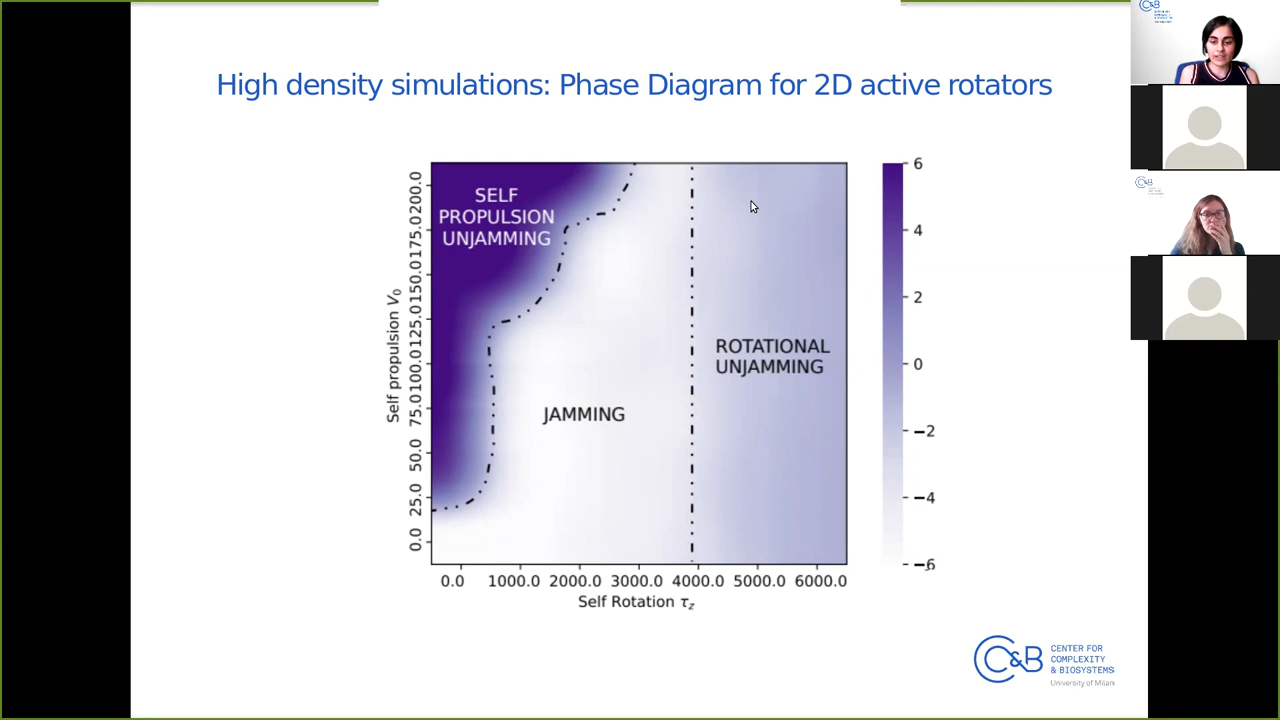 High density simulations: Phase Diagram for 2D active rotators
SELF
PROPULSION
UNJAMMING
JAMMING
ROTATIONAL
UNJAMMING
Self propulsion V₀
0.0 25.0 50.0 75.0 100.0 125.0 150.0 175.0 200.0
0.0 1000.0 2000.0 3000.0 4000.0 5000.0 6000.0
Self Rotation τz
6
4
2
0
−2
−4
−6
C&B
CENTER FOR
COMPLEXITY
& BIOSYSTEMS
University of Milan
C&B